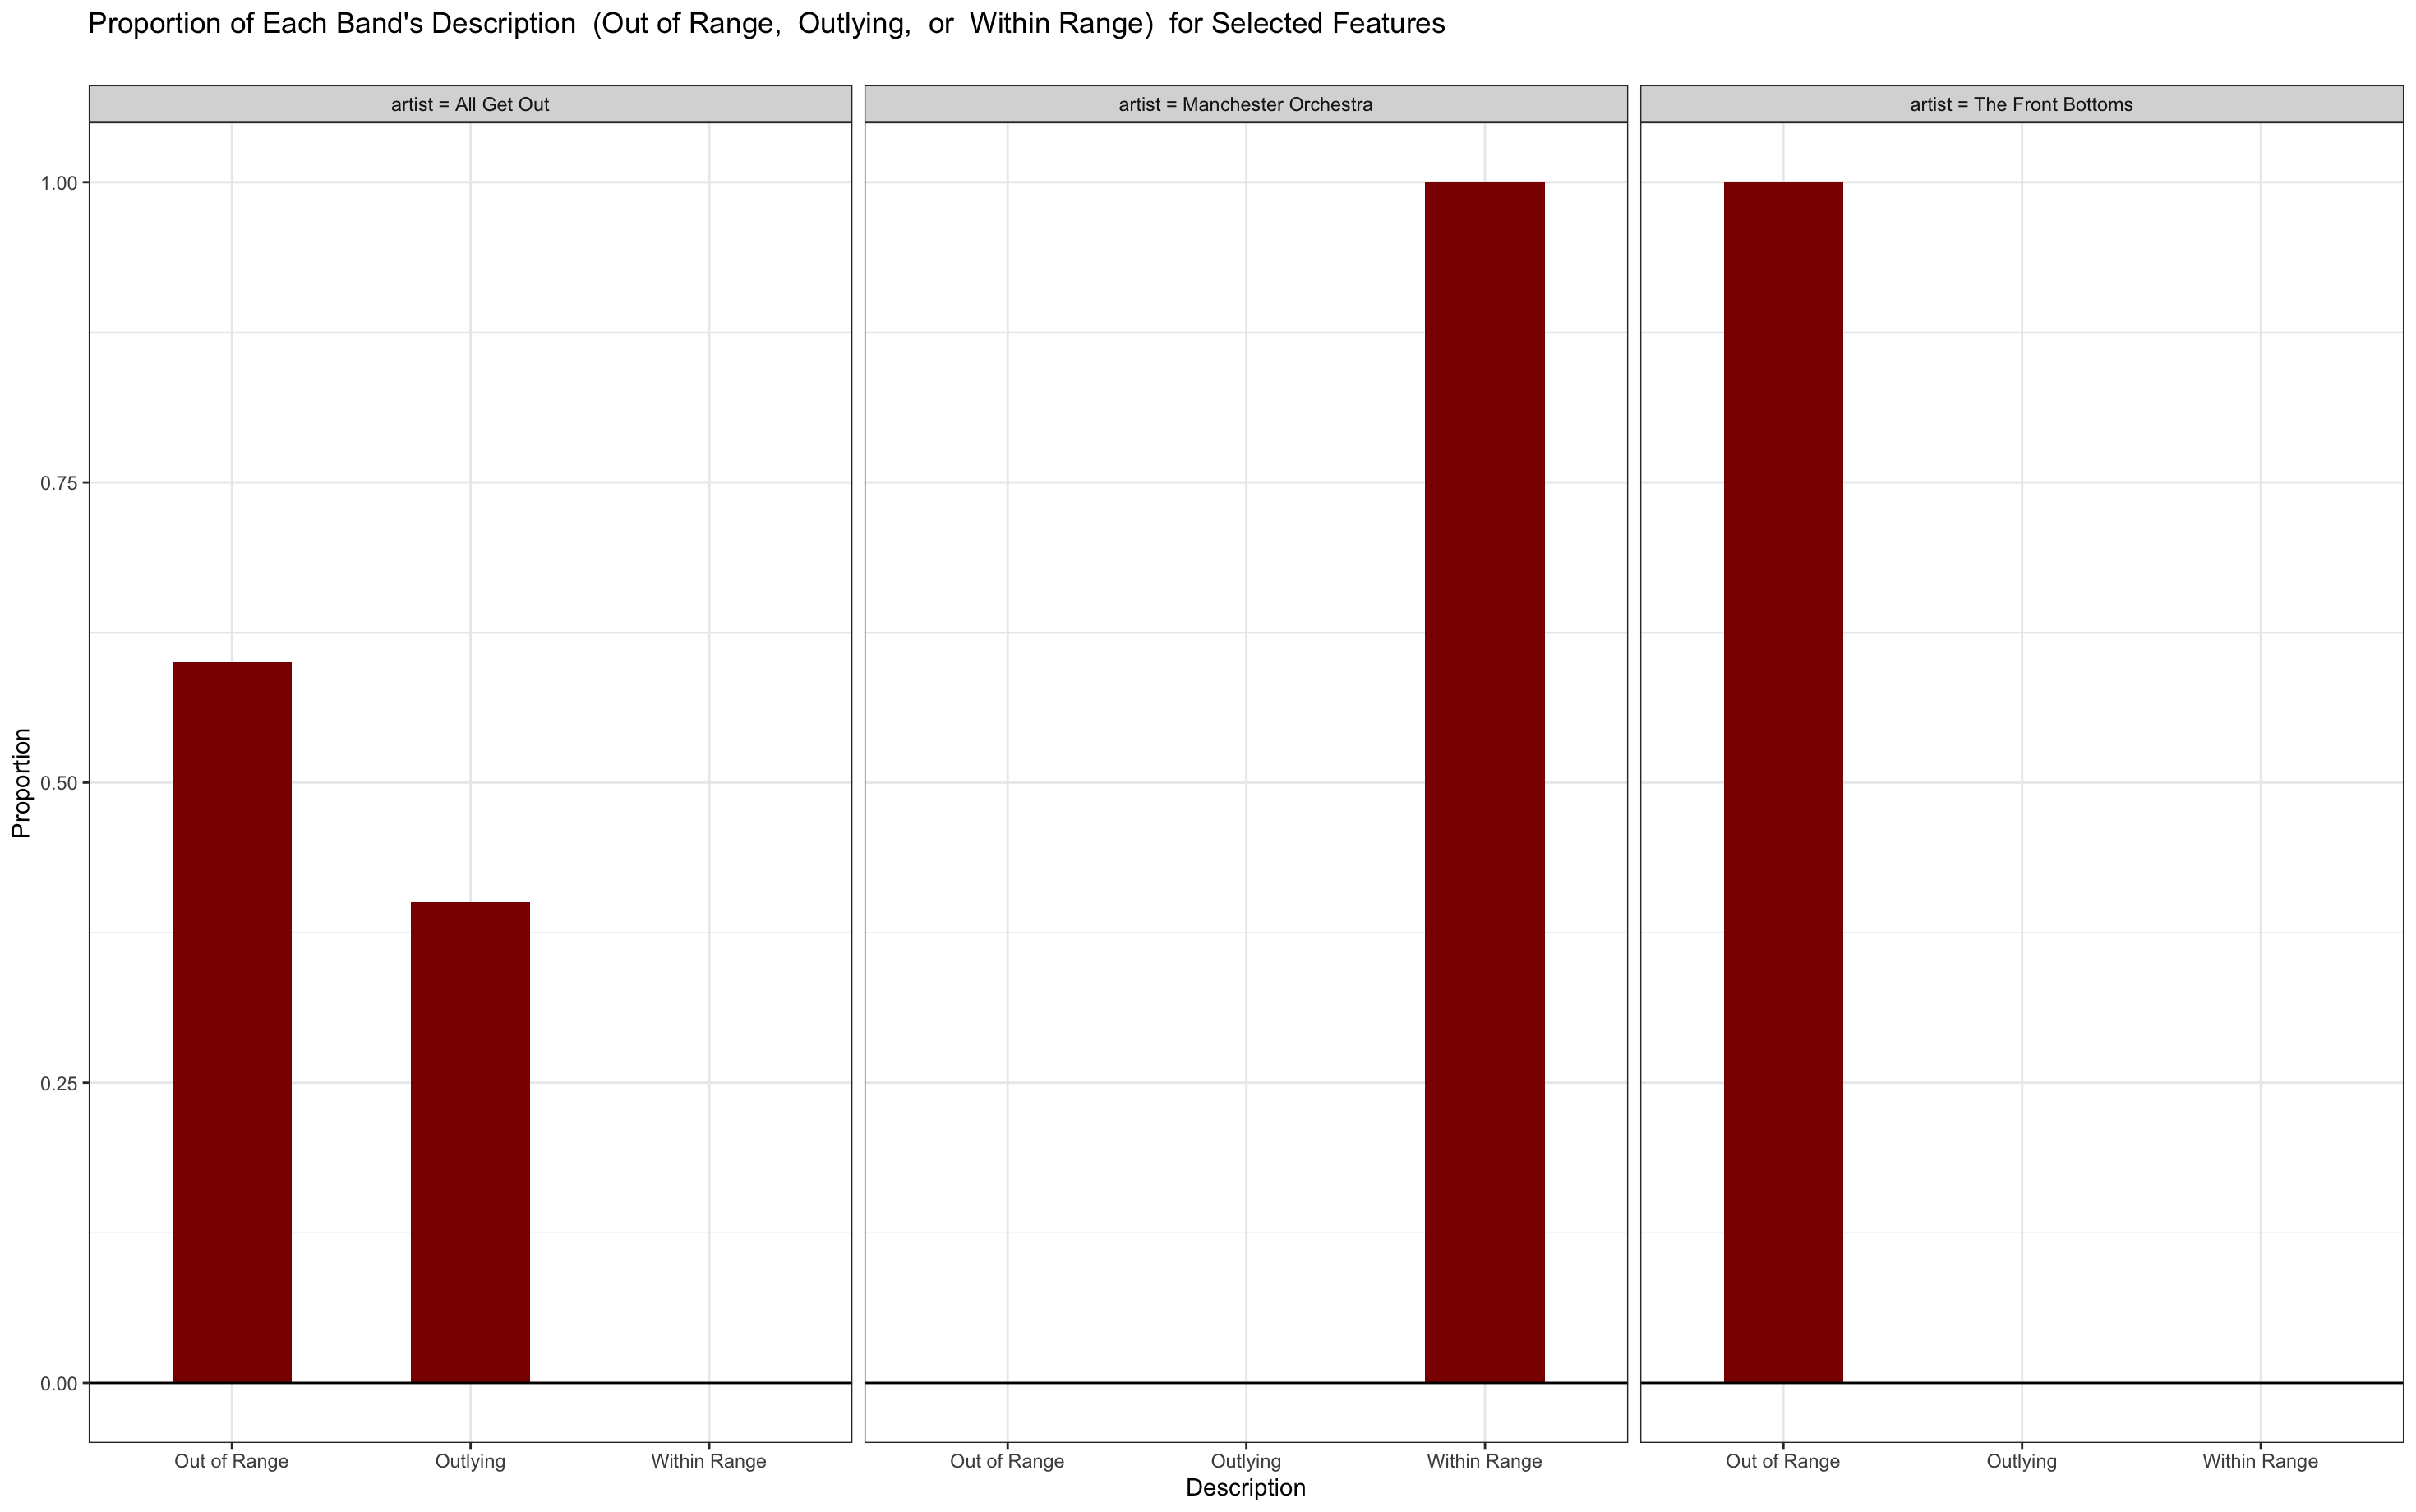 Proportion of Each Band's Description  (Out of Range,  Outlying,  or  Within Range)  for Selected Features
artist = All Get Out
artist = Manchester Orchestra
artist = The Front Bottoms
Proportion
1.00
0.75
0.50
0.25
0.00
Out of Range
Outlying
Within Range
Out of Range
Outlying
Within Range
Out of Range
Outlying
Within Range
Description